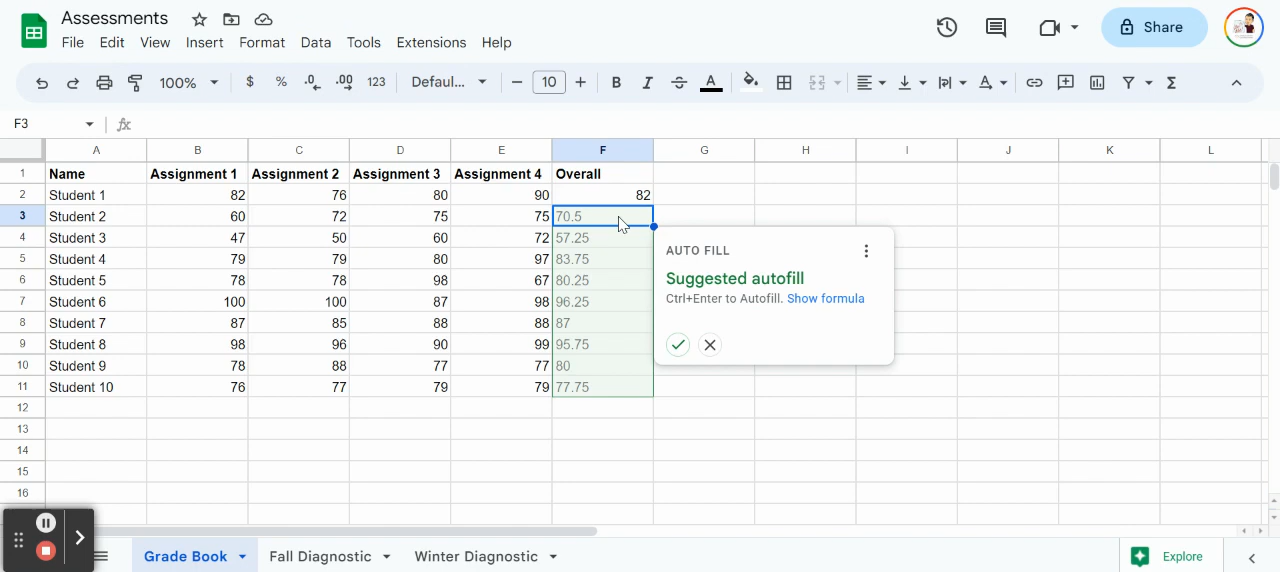 Assessments
File Edit View Insert Format Data Tools Extensions Help
Share
100% $ % .0 .00 123 Defaul... 10 B I S A Σ
F3 fx
A B C D E F G H I J K L
1 Name Assignment 1 Assignment 2 Assignment 3 Assignment 4 Overall
2 Student 1 82 76 80 90 82
3 Student 2 60 72 75 75 70.5
4 Student 3 47 50 60 72 57.25
5 Student 4 79 79 80 97 83.75
6 Student 5 78 78 98 67 80.25
7 Student 6 100 100 87 98 96.25
8 Student 7 87 85 88 88 87
9 Student 8 98 96 90 99 95.75
10 Student 9 78 88 77 77 80
11 Student 10 76 77 79 79 77.75
12
13
14
15
16
AUTO FILL
Suggested autofill
Ctrl+Enter to Autofill. Show formula
Grade Book Fall Diagnostic Winter Diagnostic Explore